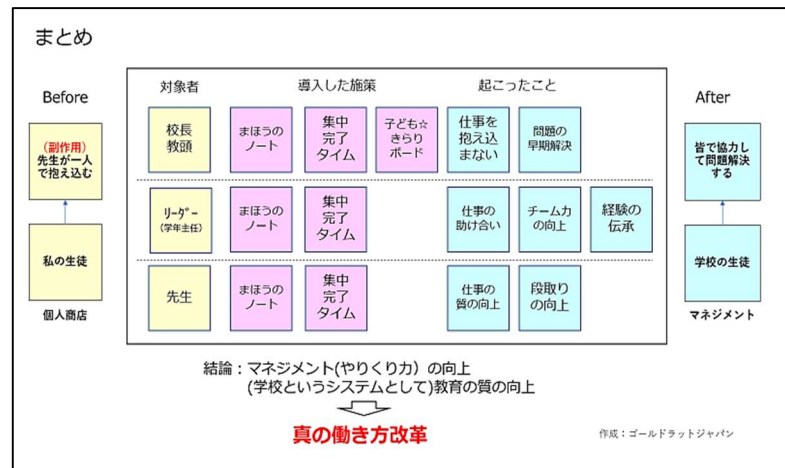 まとめ
Before
(副作用)
先生が一人
で抱え込む
私の生徒
個人商店
対象者
導入した施策
起こったこと
校長
教頭
まほうの
ノート
集中
完了
タイム
子ども☆
きらり
ボード
仕事を
抱え込
まない
問題の
早期解決
リーダー
(学年主任)
まほうの
ノート
集中
完了
タイム
仕事の
助け合い
チーム力
の向上
経験の
伝承
先生
まほうの
ノート
集中
完了
タイム
仕事の
質の向上
段取り
の向上
After
皆で協力
して問題解決
する
学校の生徒
マネジメント
結論：マネジメント(やりくり力）の向上
(学校というシステムとして)教育の質の向上
真の働き方改革
作成：ゴールドラットジャパン